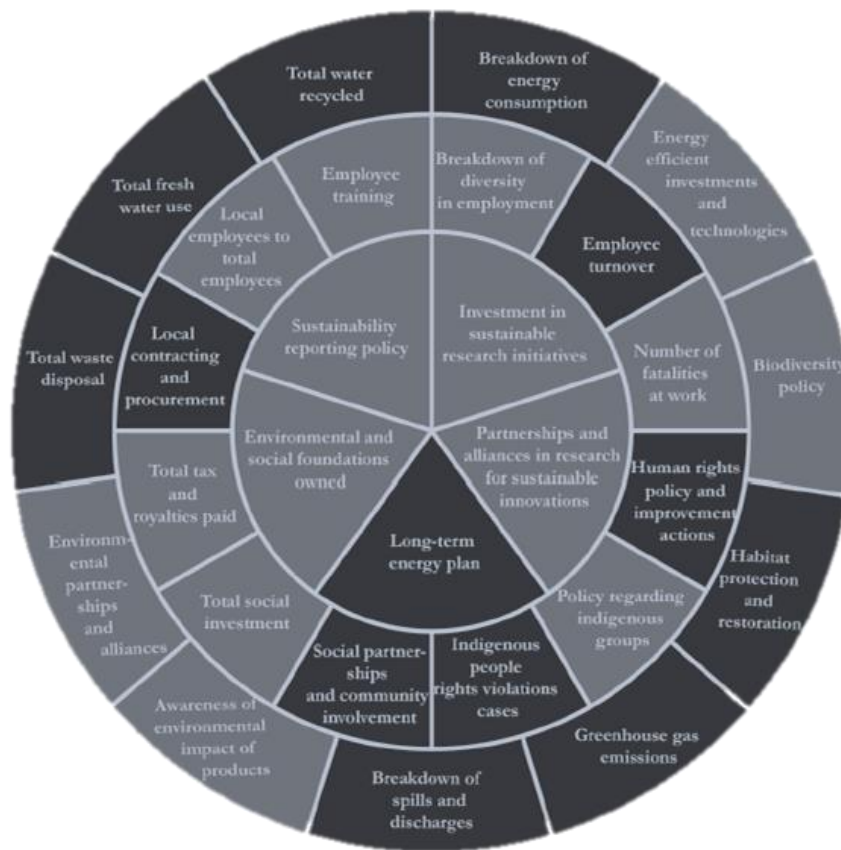 Breakdown of
energy
consumption
Energy
efficient
investments
and
technologies
Biodiversity
policy
Habitat
protection
and
restoration
Greenhouse gas
emissions
Breakdown of
spills and
discharges
Awareness of
environmental
impact of
products
Environm-
ental
partner-
ships
and
alliances
Total waste
disposal
Total fresh
water use
Total water
recycled
Breakdown of
diversity
in employment
Employee
turnover
Number of
fatalities
at work
Human rights
policy and
improvement
actions
Policy regarding
indigenous
groups
Indigenous
people
rights violations
cases
Social partner-
ships
and community
involvement
Total social
investment
Total tax
and
royalties paid
Local
contracting
and
procurement
Local
employees to
total
employees
Employee
training
Investment in
sustainable
research initiatives
Partnerships and
alliances in research
for sustainable
innovations
Long-term
energy plan
Environmental and
social foundations
owned
Sustainability
reporting policy